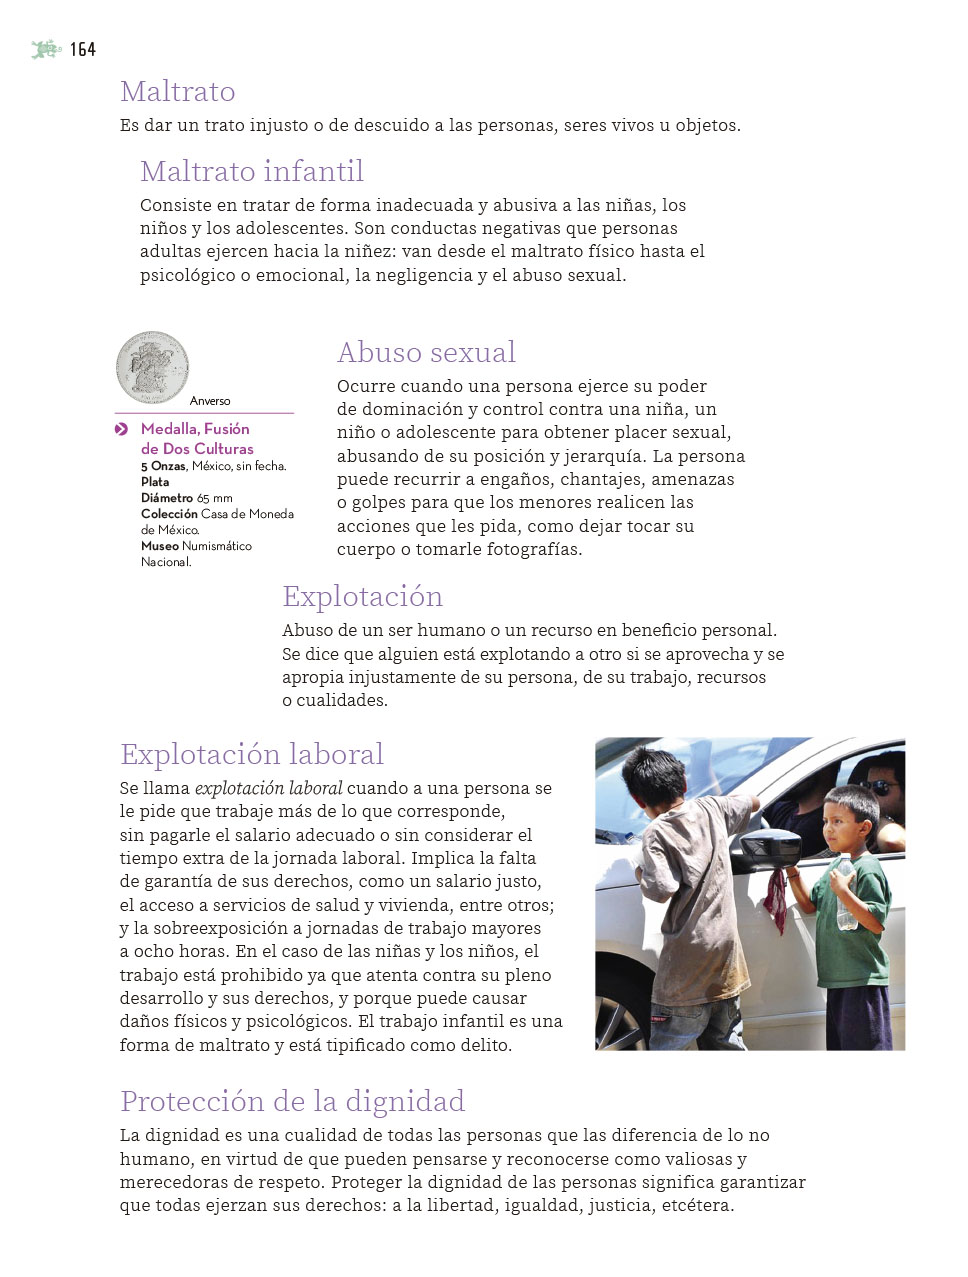 164
Maltrato
Es dar un trato injusto o de descuido a las personas, seres vivos u objetos.
Maltrato infantil
Consiste en tratar de forma inadecuada y abusiva a las niñas, los
niños y los adolescentes. Son conductas negativas que personas
adultas ejercen hacia la niñez: van desde el maltrato físico hasta el
psicológico o emocional, la negligencia y el abuso sexual.
Anverso
Medalla, Fusión
de Dos Culturas
5 Onzas, México, sin fecha.
Plata
Diámetro 65 mm
Colección Casa de Moneda
de México.
Museo Numismático
Nacional.
Abuso sexual
Ocurre cuando una persona ejerce su poder
de dominación y control contra una niña, un
niño o adolescente para obtener placer sexual,
abusando de su posición y jerarquía. La persona
puede recurrir a engaños, chantajes, amenazas
o golpes para que los menores realicen las
acciones que les pida, como dejar tocar su
cuerpo o tomarle fotografías.
Explotación
Abuso de un ser humano o un recurso en beneficio personal.
Se dice que alguien está explotando a otro si se aprovecha y se
apropia injustamente de su persona, de su trabajo, recursos
o cualidades.
Explotación laboral
Se llama explotación laboral cuando a una persona se
le pide que trabaje más de lo que corresponde,
sin pagarle el salario adecuado o sin considerar el
tiempo extra de la jornada laboral. Implica la falta
de garantía de sus derechos, como un salario justo,
el acceso a servicios de salud y vivienda, entre otros;
y la sobreexposición a jornadas de trabajo mayores
a ocho horas. En el caso de las niñas y los niños, el
trabajo está prohibido ya que atenta contra su pleno
desarrollo y sus derechos, y porque puede causar
daños físicos y psicológicos. El trabajo infantil es una
forma de maltrato y está tipificado como delito.
Protección de la dignidad
La dignidad es una cualidad de todas las personas que las diferencia de lo no
humano, en virtud de que pueden pensarse y reconocerse como valiosas y
merecedoras de respeto. Proteger la dignidad de las personas significa garantizar
que todas ejerzan sus derechos: a la libertad, igualdad, justicia, etcétera.